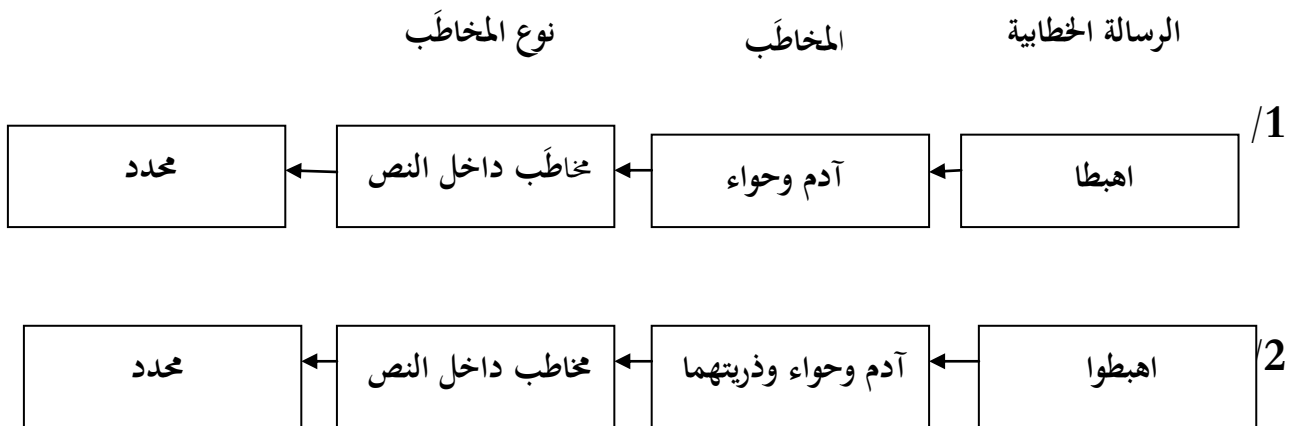 الرسالة الخطابية المخاطَب نوع المخاطَب
1/ اهبطا آدم وحواء مخاطَب داخل النص محدد
2/ اهبطوا آدم وحواء وذريتهما مخاطب داخل النص محدد